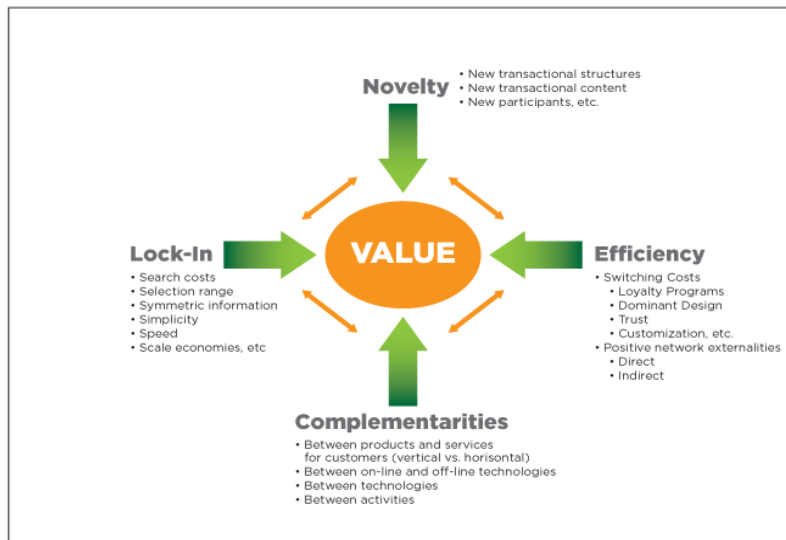 Novelty
• New transactional structures
• New transactional content
• New participants, etc.
Lock-In
• Search costs
• Selection range
• Symmetric information
• Simplicity
• Speed
• Scale economies, etc
VALUE
Efficiency
• Switching Costs
• Loyalty Programs
• Dominant Design
• Trust
• Customization, etc.
• Positive network externalities
• Direct
• Indirect
Complementarities
• Between products and services
for customers (vertical vs. horisontal)
• Between on-line and off-line technologies
• Between technologies
• Between activities